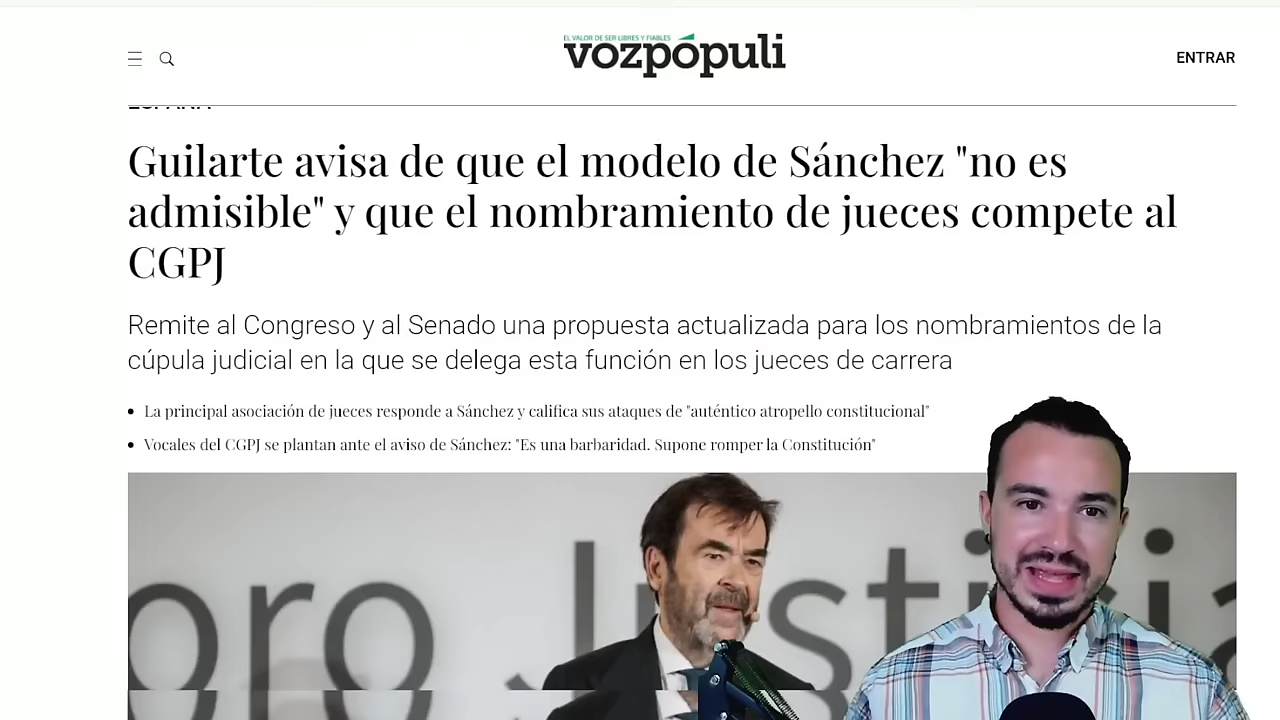 EL VALOR DE SER LIBRES Y FIABLES
vozpópuli
ENTRAR
ESPAÑA
Guilarte avisa de que el modelo de Sánchez "no es
admisible" y que el nombramiento de jueces compete al
CGPJ
Remite al Congreso y al Senado una propuesta actualizada para los nombramientos de la
cúpula judicial en la que se delega esta función en los jueces de carrera
La principal asociación de jueces responde a Sánchez y califica sus ataques de "auténtico atropello constitucional"
Vocales del CGPJ se plantan ante el aviso de Sánchez: "Es una barbaridad. Supone romper la Constitución"
oro Justicia